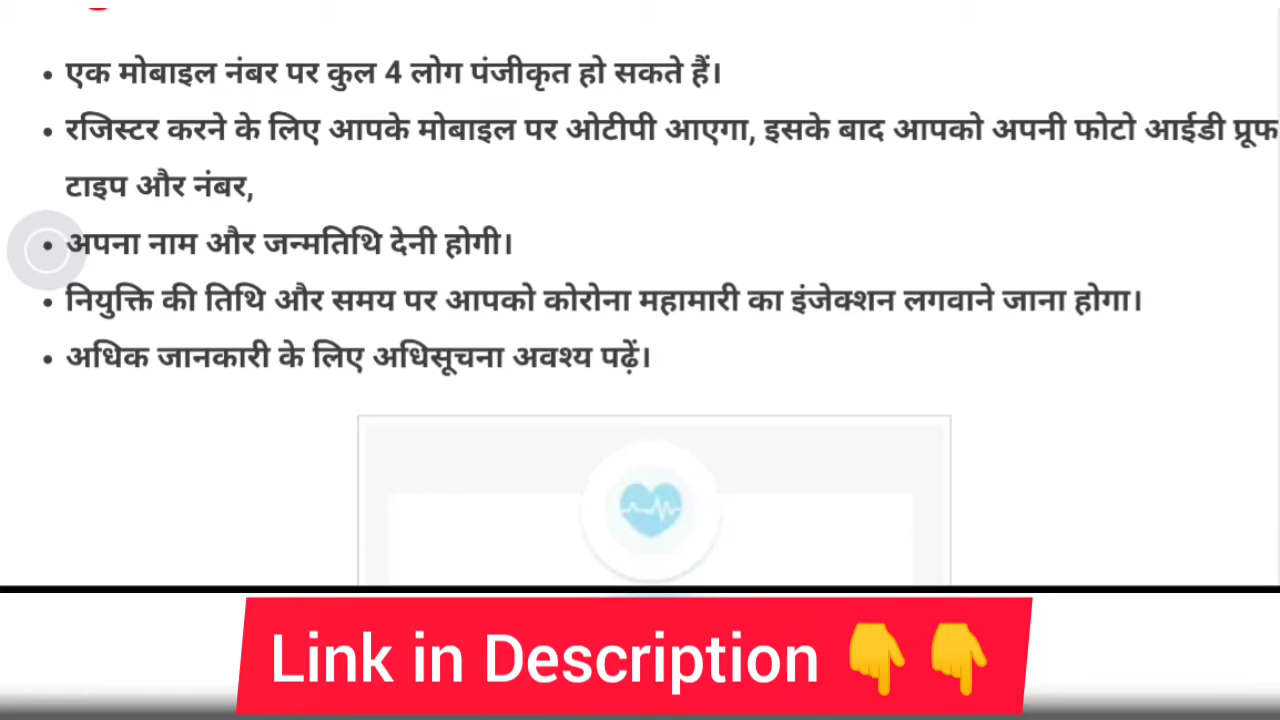 • एक मोबाइल नंबर पर कुल 4 लोग पंजीकृत हो सकते हैं।
• रजिस्टर करने के लिए आपके मोबाइल पर ओटीपी आएगा, इसके बाद आपको अपनी फोटो आईडी प्रूफ
टाइप और नंबर,
• अपना नाम और जन्मतिथि देनी होगी।
• नियुक्ति की तिथि और समय पर आपको कोरोना महामारी का इंजेक्शन लगवाने जाना होगा।
• अधिक जानकारी के लिए अधिसूचना अवश्य पढ़ें।
Link in Description 👇👇